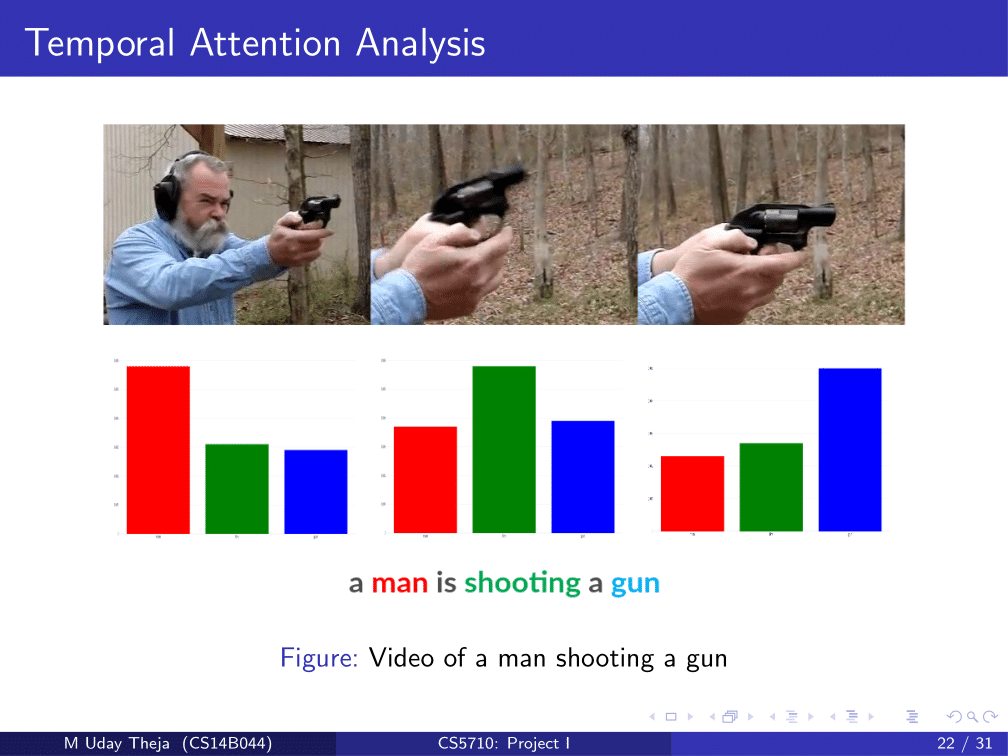 Temporal Attention Analysis
a man is shooting a gun
Figure: Video of a man shooting a gun
M Uday Theja (CS14B044)
CS5710: Project I
22 / 31